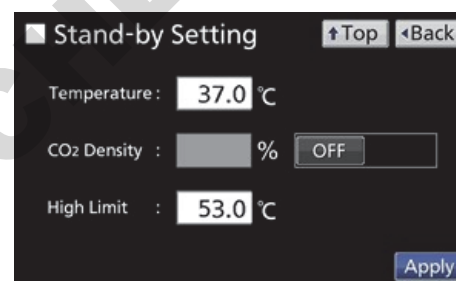 Stand-by Setting
Top
Back
Temperature : 37.0 ℃
CO2 Density : % OFF
High Limit : 53.0 ℃
Apply